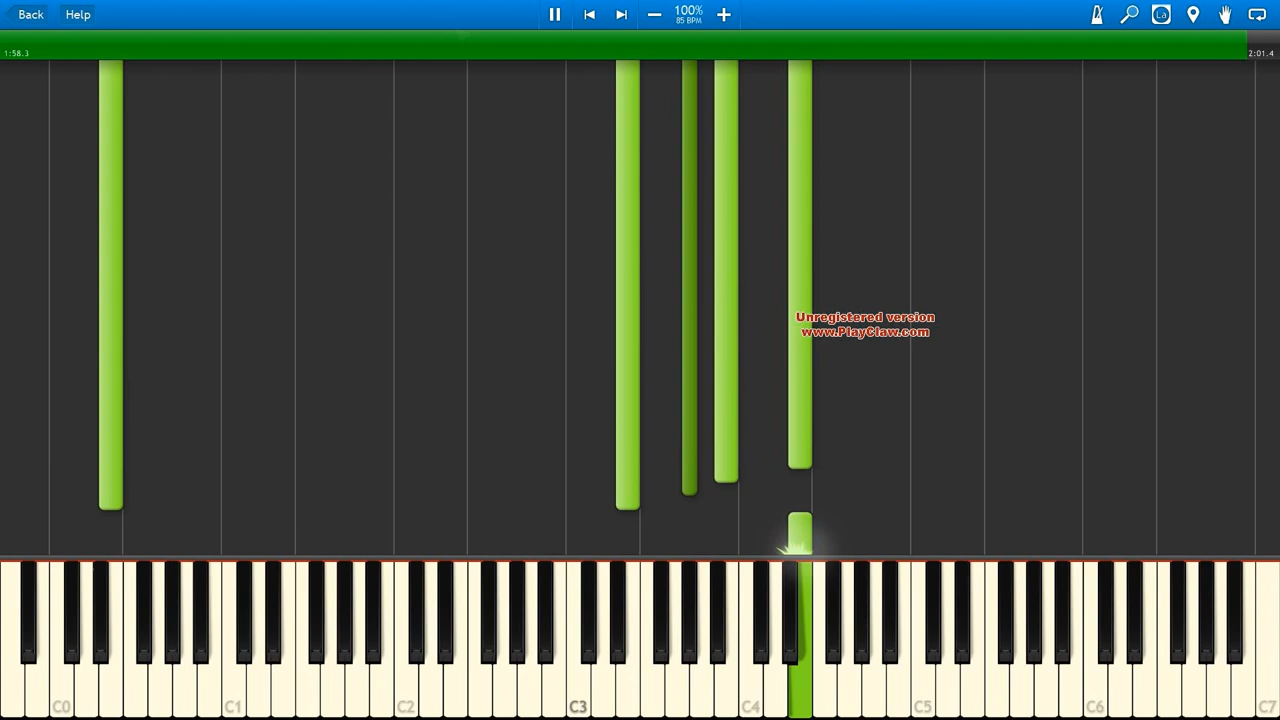 Back Help 100% La
85 BPM
1:58.3 2:01.4
Unregistered version
www.PlayClaw.com
C0 C1 C2 C3 C4 C5 C6 C7